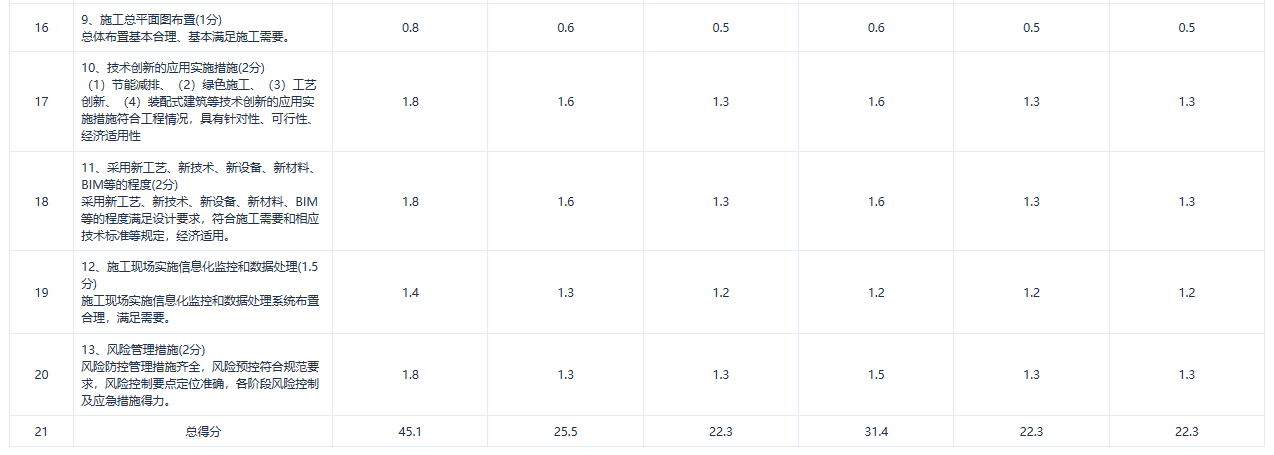 16
9、施工总平面图布置(1分)
总体布置基本合理、基本满足施工需要。
0.8
0.6
0.5
0.6
0.5
0.5
17
10、技术创新的应用实施措施(2分)
（1）节能减排、（2）绿色施工、（3）工艺
创新、（4）装配式建筑等技术创新的应用实
施措施符合工程情况，具有针对性、可行性、
经济适用性
1.8
1.6
1.3
1.6
1.3
1.3
18
11、采用新工艺、新技术、新设备、新材料、
BIM等的程度(2分)
采用新工艺、新技术、新设备、新材料、BIM
等的程度满足设计要求，符合施工需要和相应
技术标准等规定，经济适用。
1.8
1.6
1.3
1.6
1.3
1.3
19
12、施工现场实施信息化监控和数据处理(1.5
分)
施工现场实施信息化监控和数据处理系统布置
合理，满足需要。
1.4
1.3
1.2
1.2
1.2
1.2
20
13、风险管理措施(2分)
风险防控管理措施齐全，风险预控符合规范要
求，风险控制要点定位准确，各阶段风险控制
及应急措施得力。
1.8
1.3
1.3
1.5
1.3
1.3
21
总得分
45.1
25.5
22.3
31.4
22.3
22.3